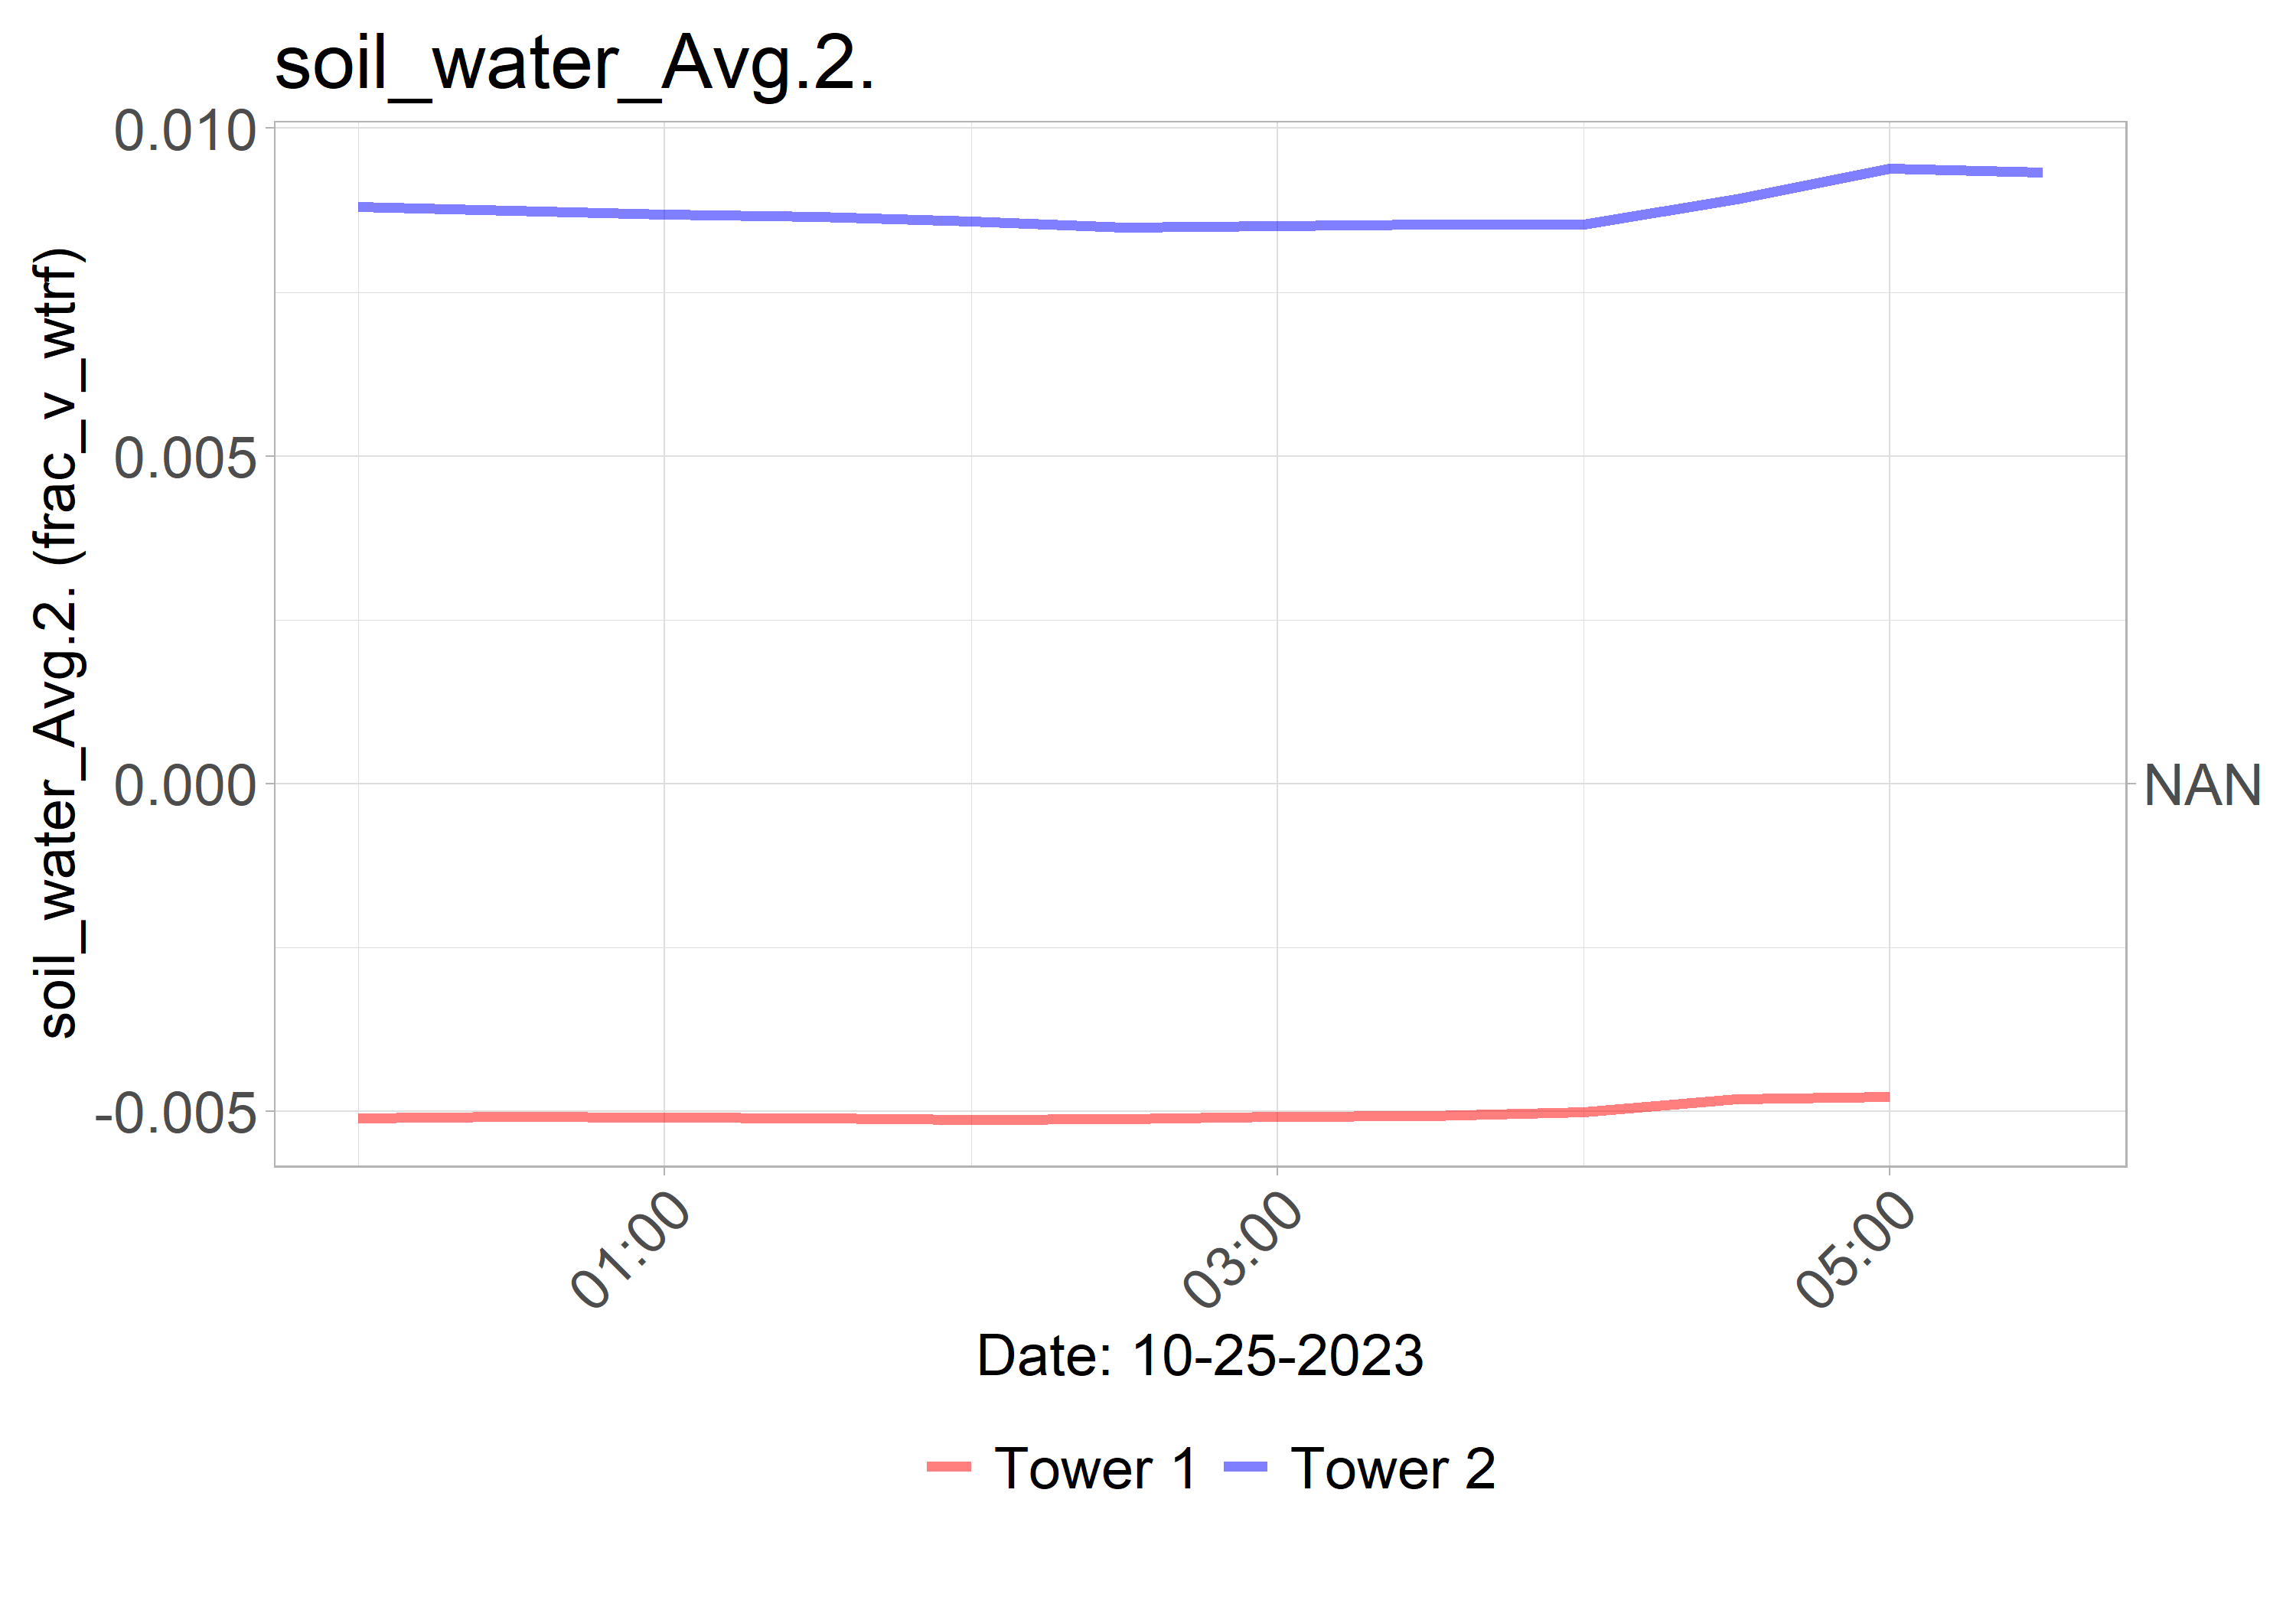 soil_water_Avg.2.
soil_water_Avg.2. (frac_v_wtrf)
0.010
0.005
0.000
-0.005
NAN
01:00
03:00
05:00
Date: 10-25-2023
Tower 1
Tower 2